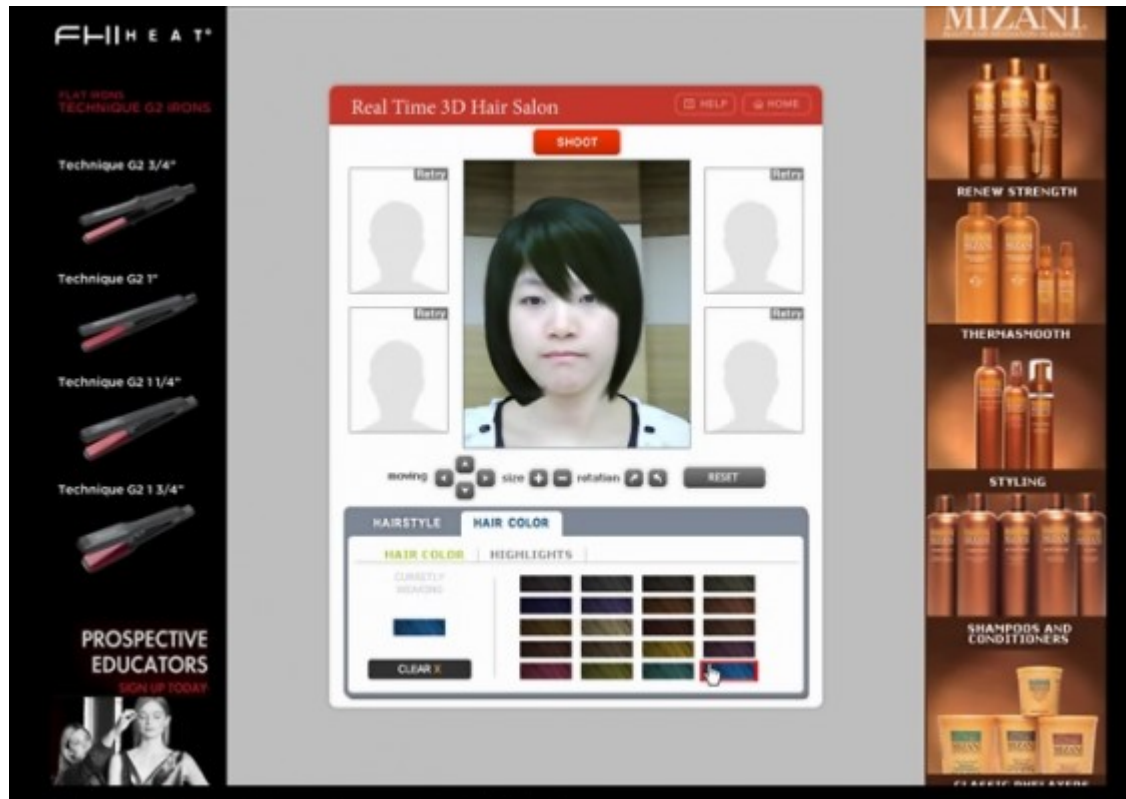 FHI HEAT®
FLAT IRONS
TECHNIQUE G2 IRONS
Technique G2 3/4"
Technique G2 1"
Technique G2 1 1/4"
Technique G2 1 3/4"
PROSPECTIVE
EDUCATORS
SIGN UP TODAY
Real Time 3D Hair Salon
HELP
HOME
SHOOT
Retry
Retry
Retry
Retry
moving
size
rotation
RESET
HAIRSTYLE
HAIR COLOR
HAIR COLOR
HIGHLIGHTS
WEARING
CLEAR X
MIZANI
RENEW STRENGTH
THERMASMOOTH
STYLING
SHAMPOOS AND
CONDITIONERS